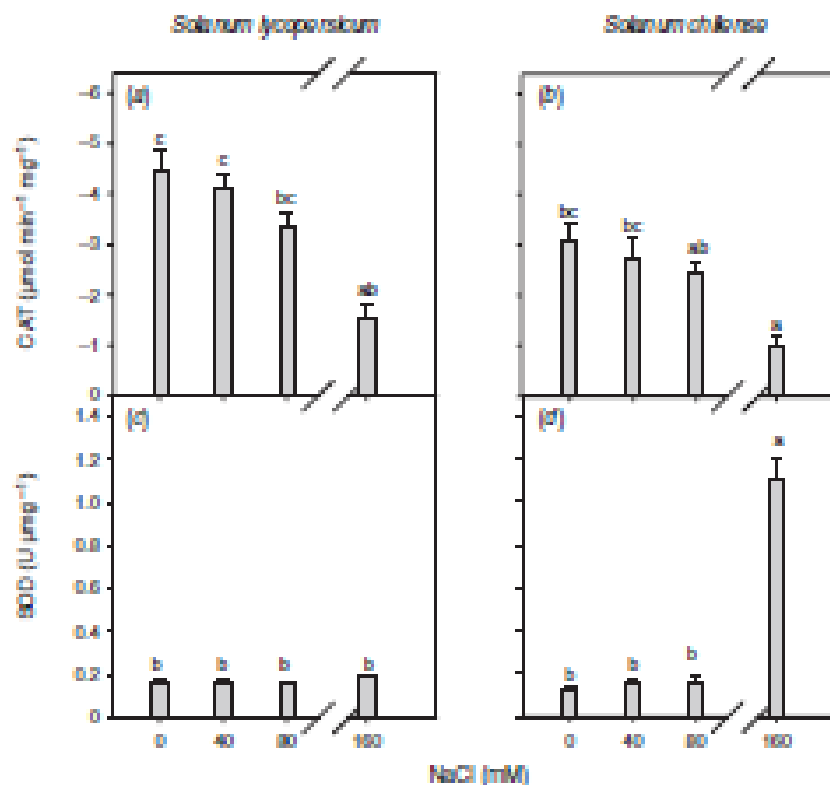 Solanum lycopersicum
Solanum chilense
(a)
(b)
CAT (µmol min⁻¹ mg⁻¹)
–6
–5
–4
–3
–2
–1
0
c
c
bc
ab
bc
bc
ab
a
(c)
(d)
SOD (U µmg⁻¹)
1.4
1.2
1.0
0.8
0.6
0.4
0.2
0
b
b
b
b
b
b
b
a
0
40
80
160
0
40
80
160
NaCl (mM)